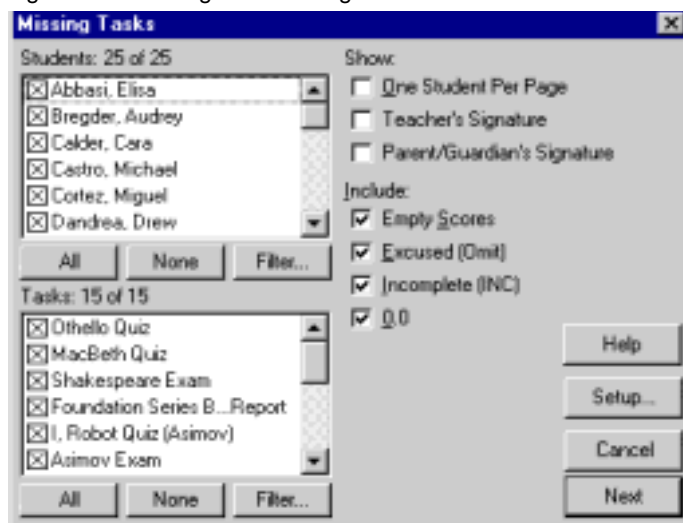 Missing Tasks
Students: 25 of 25
Abbasi, Elisa
Bregder, Audrey
Calder, Cara
Castro, Michael
Cortez, Miguel
Dandrea, Drew
All None Filter...
Tasks: 15 of 15
Othello Quiz
MacBeth Quiz
Shakespeare Exam
Foundation Series B...Report
I, Robot Quiz (Asimov)
Asimov Exam
All None Filter...
Show:
One Student Per Page
Teacher's Signature
Parent/Guardian's Signature
Include:
Empty Scores
Excused (Omit)
Incomplete (INC)
0.0
Help
Setup...
Cancel
Next